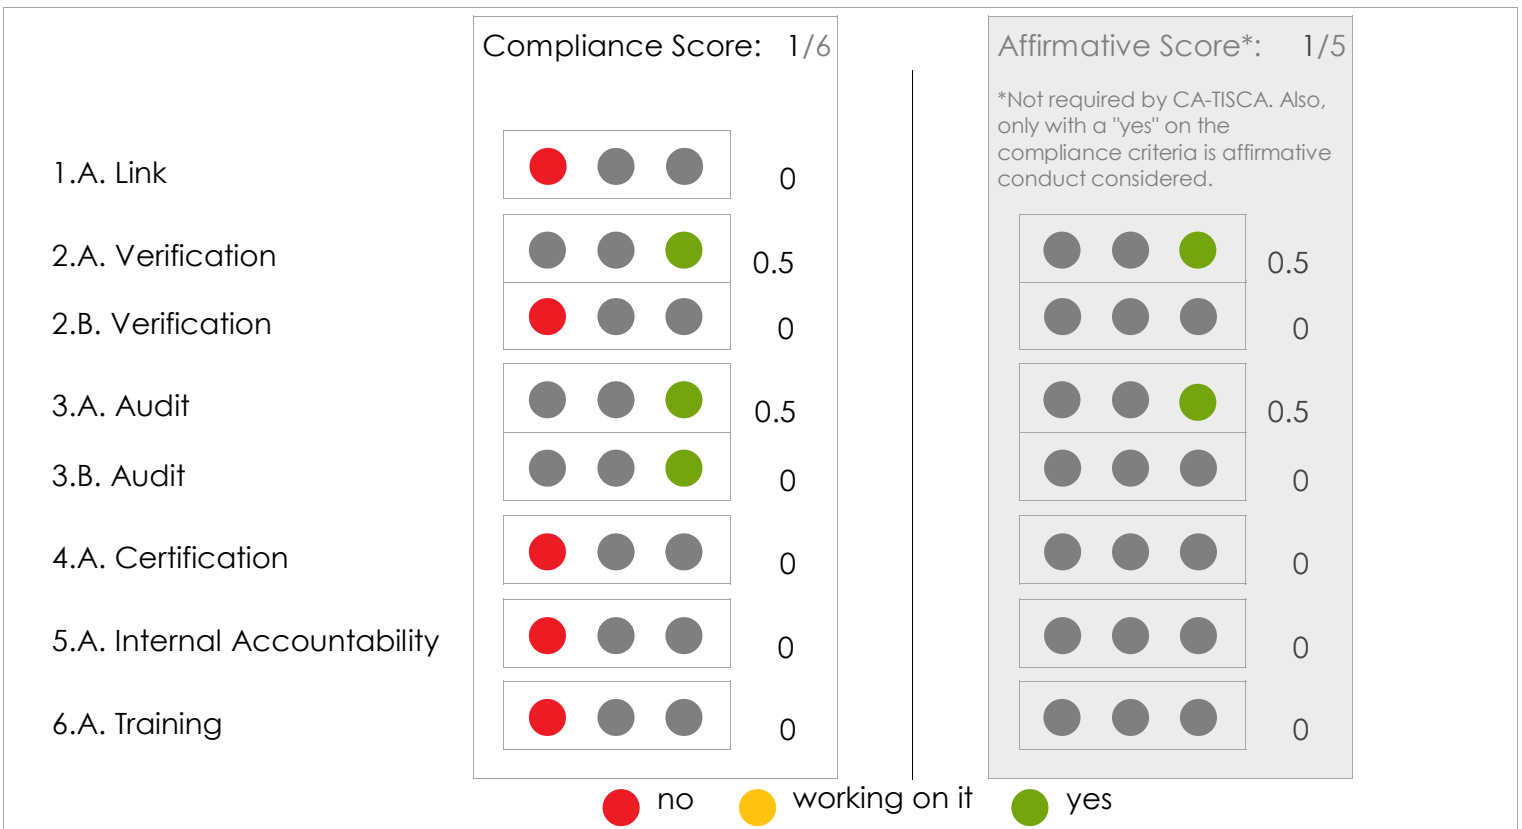 Compliance Score: 1/6
Affirmative Score*: 1/5
*Not required by CA-TISCA. Also,
only with a "yes" on the
compliance criteria is affirmative
conduct considered.
1.A. Link 0
2.A. Verification 0.5 0.5
2.B. Verification 0 0
3.A. Audit 0.5 0.5
3.B. Audit 0 0
4.A. Certification 0 0
5.A. Internal Accountability 0 0
6.A. Training 0 0
no working on it yes